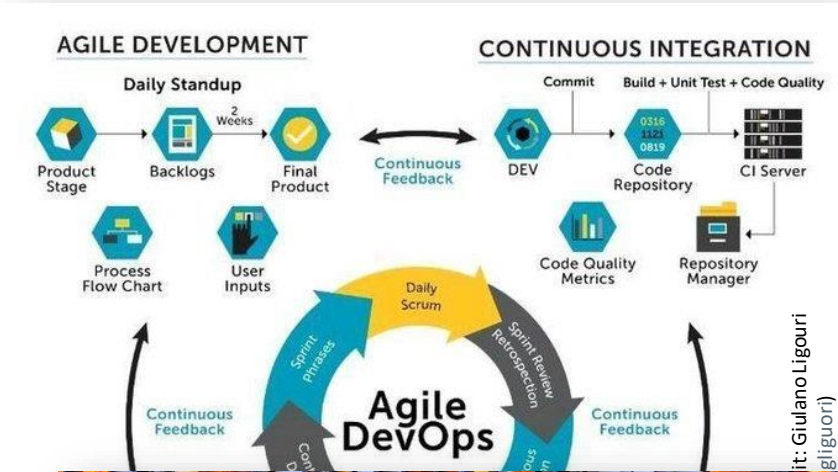 AGILE DEVELOPMENT
Daily Standup
2
Weeks
Product
Stage
Backlogs
Final
Product
Process
Flow Chart
User
Inputs
Continuous
Feedback
CONTINUOUS INTEGRATION
Commit
Build + Unit Test + Code Quality
0316
1121
0819
DEV
Code
Repository
CI Server
Code Quality
Metrics
Repository
Manager
Daily
Scrum
Sprint
Phrases
Sprint Review
Retrospection
Agile
DevOps
Continuous
Feedback
Continuous
Feedback
Giulano Ligouri
gliguori)